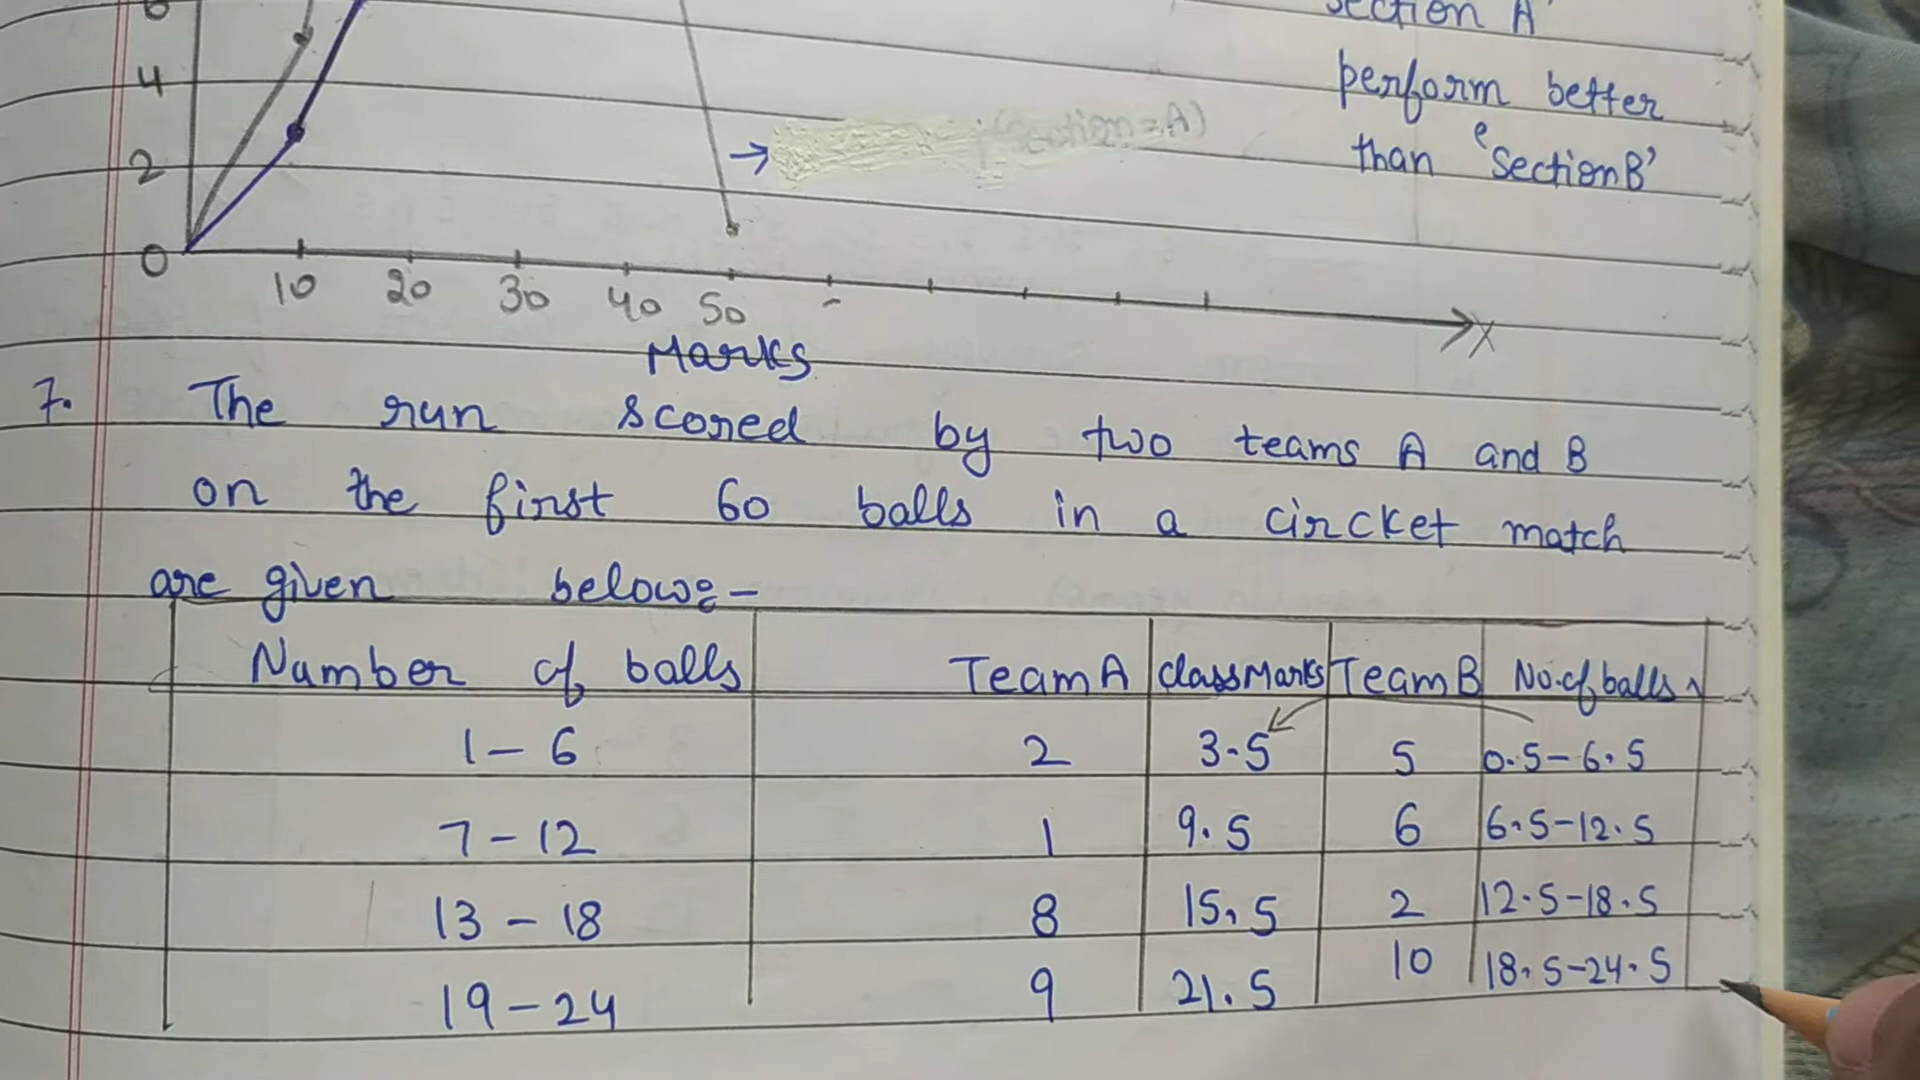 Section A
6
perform better
4
(Section=A)
than 'SectionB'
2
→
0
10 20 30 40 50 -
X
Marks
7. The run scored by two teams A and B
on the first 60 balls in a circket match
are given below:-
Number of balls Team A Class Marks Team B No. of balls
1-6 2 3.5 5 0.5-6.5
7-12 1 9.5 6 6.5-12.5
13-18 8 15.5 2 12.5-18.5
19-24 9 21.5 10 18.5-24.5